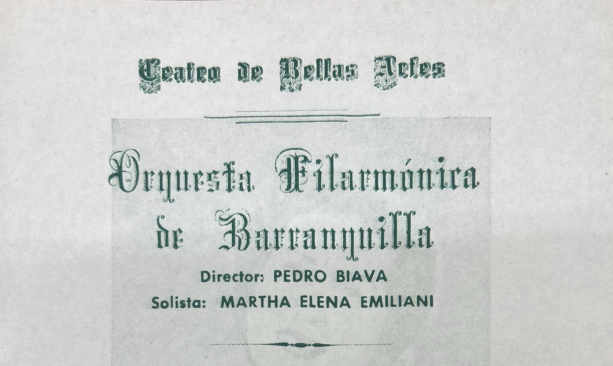 Teatro de Bellas Artes
Orquesta Filarmónica
de Barranquilla
Director: PEDRO BIAVA
Solista: MARTHA ELENA EMILIANI